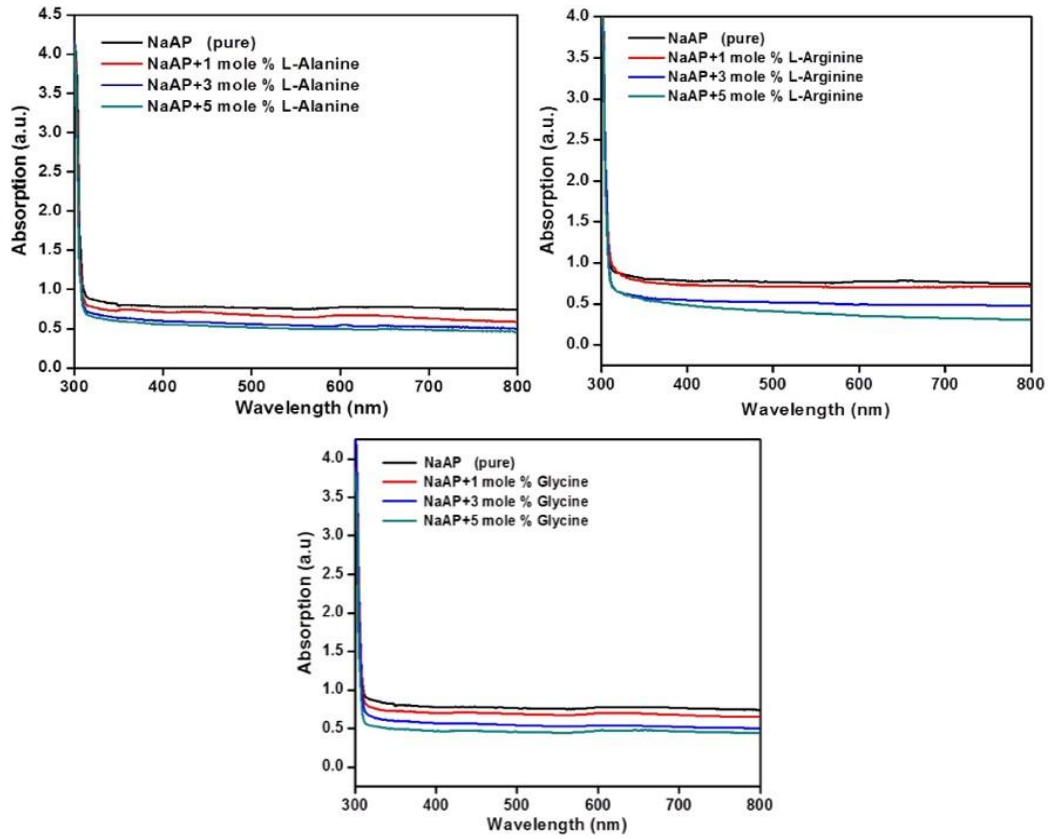 4.5
4.0
3.5
3.0
2.5
2.0
1.5
1.0
0.5
0.0
Absorption (a.u.)
NaAP (pure)
NaAP+1 mole % L-Alanine
NaAP+3 mole % L-Alanine
NaAP+5 mole % L-Alanine
300 400 500 600 700 800
Wavelength (nm)
4.0
3.5
3.0
2.5
2.0
1.5
1.0
0.5
0.0
Absorption (a.u.)
NaAP (pure)
NaAP+1 mole % L-Arginine
NaAP+3 mole % L-Arginine
NaAP+5 mole % L-Arginine
300 400 500 600 700 800
Wavelength (nm)
4.0
3.5
3.0
2.5
2.0
1.5
1.0
0.5
0.0
Absorption (a.u)
NaAP (pure)
NaAP+1 mole % Glycine
NaAP+3 mole % Glycine
NaAP+5 mole % Glycine
300 400 500 600 700 800
Wavelength (nm)